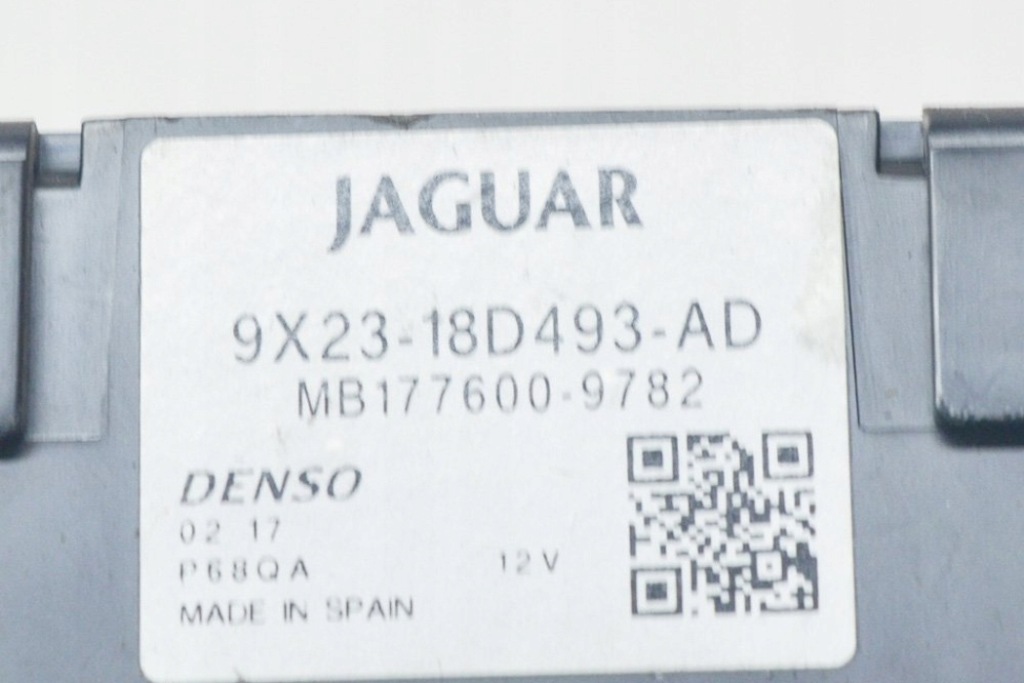 JAGUAR
9X23-18D493-AD
MB177600-9782
DENSO
02 17
P68QA
12V
MADE IN SPAIN